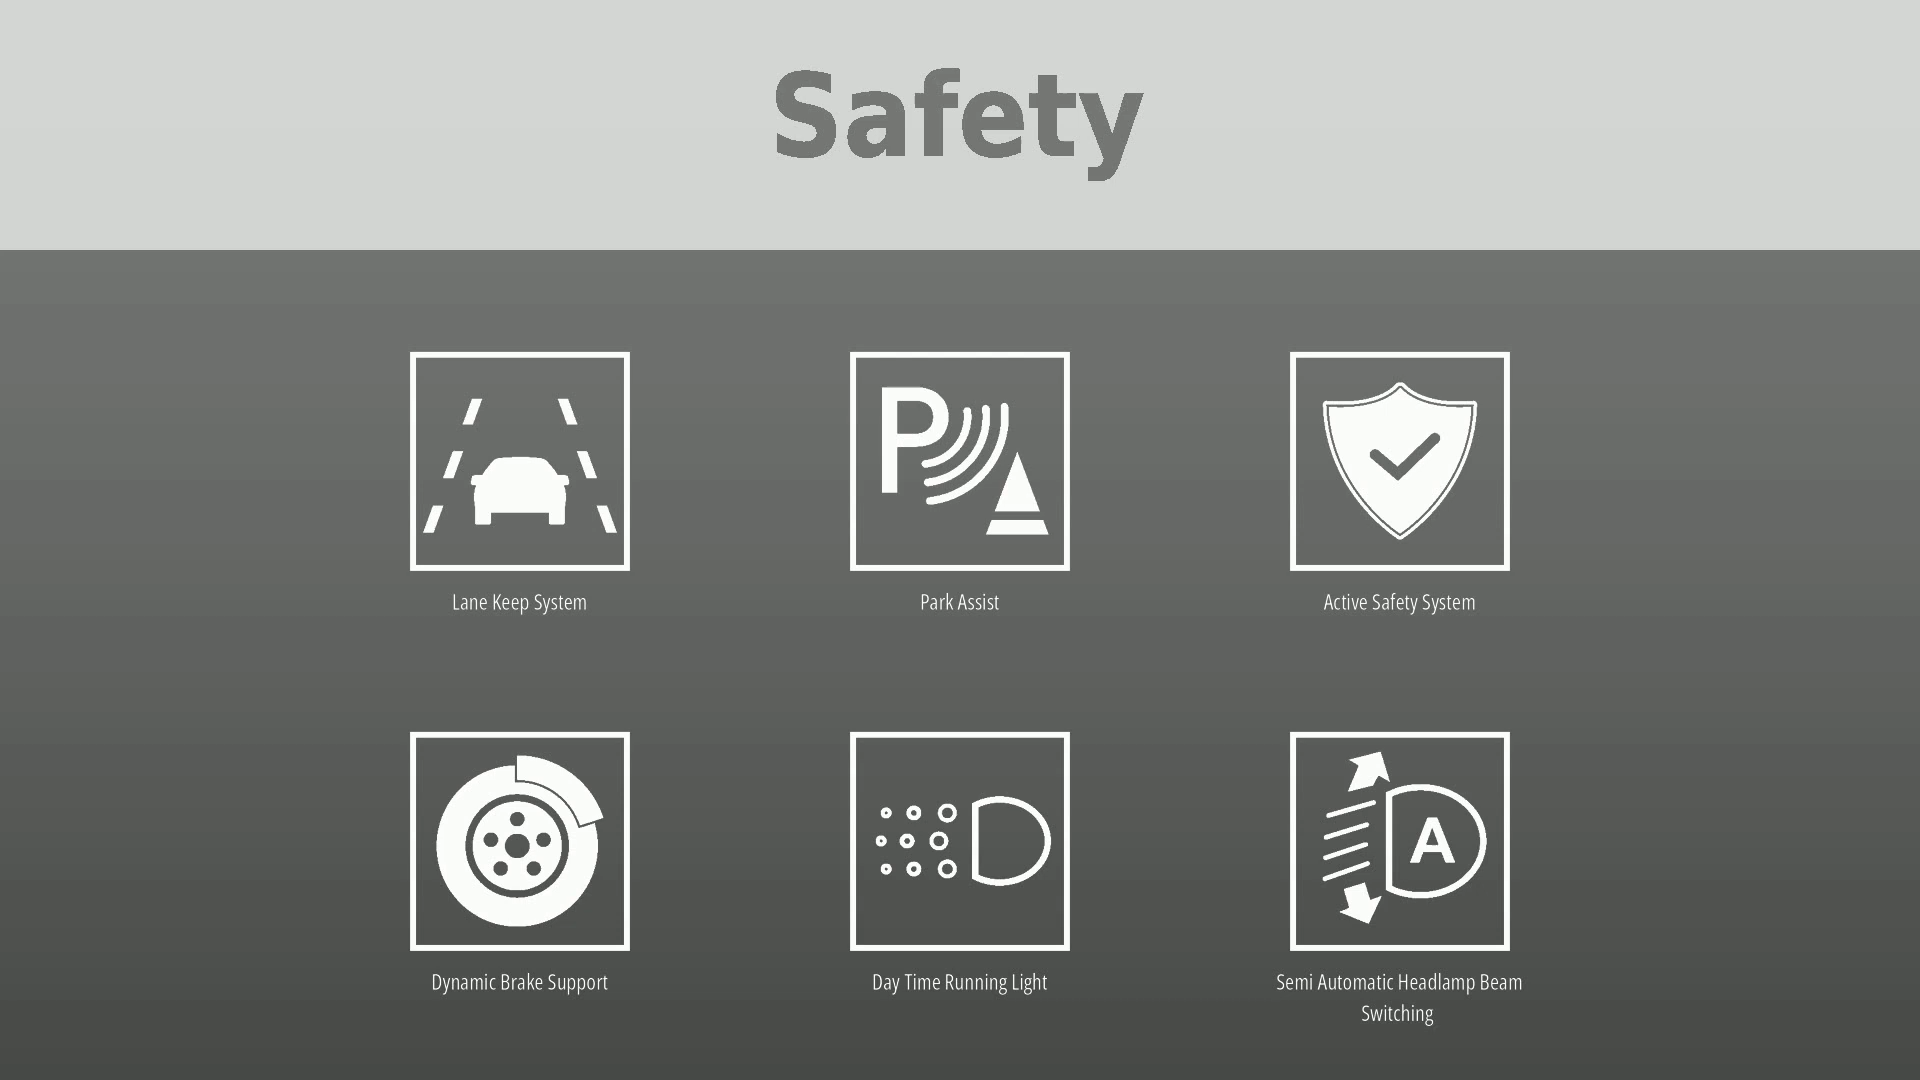 Safety
P
Lane Keep System
Park Assist
Active Safety System
A
Dynamic Brake Support
Day Time Running Light
Semi Automatic Headlamp Beam
Switching